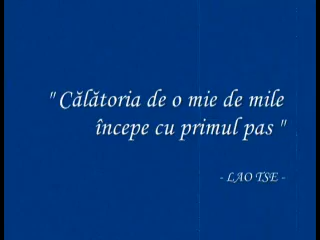 " Călătoria de o mie de mile
începe cu primul pas "
- LAO TSE -